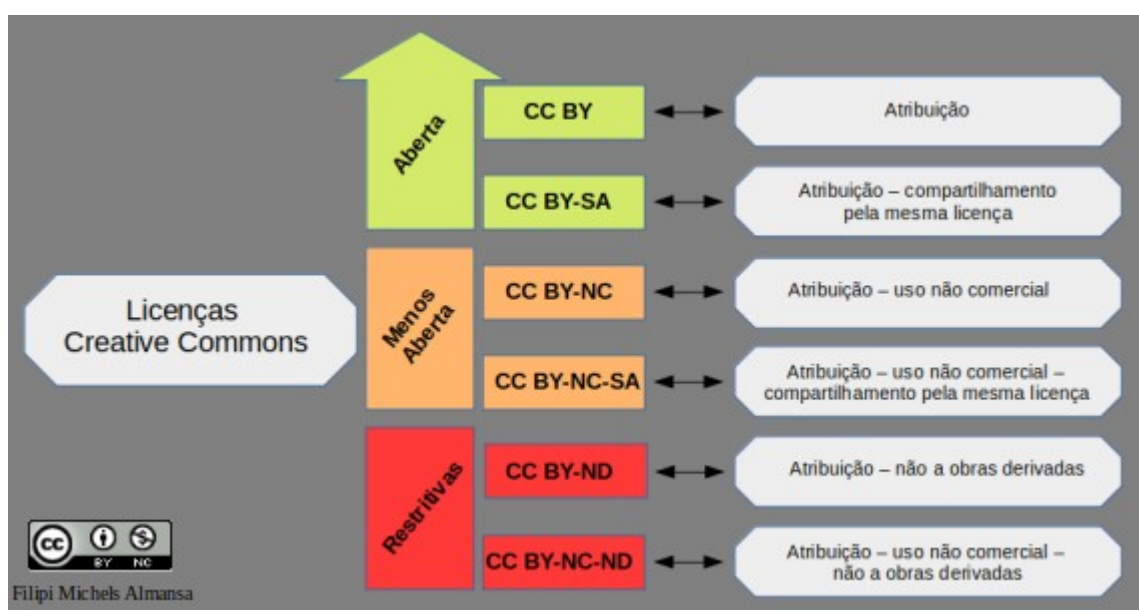 Aberta
CC BY
Atribuição
CC BY-SA
Atribuição – compartilhamento
pela mesma licença
Licenças
Creative Commons
Menos
Aberta
CC BY-NC
Atribuição – uso não comercial
CC BY-NC-SA
Atribuição – uso não comercial –
compartilhamento pela mesma licença
Restritivas
CC BY-ND
Atribuição – não a obras derivadas
CC BY-NC-ND
Atribuição – uso não comercial –
não a obras derivadas
cc
BY NC
Filipi Michels Almansa